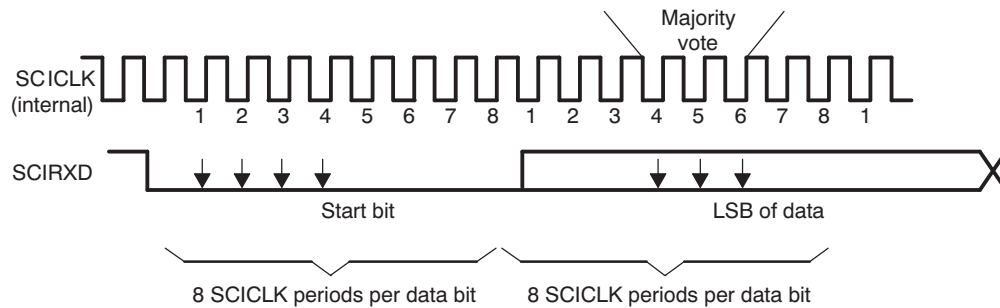 Majority
vote
SCICLK
(internal)
1 2 3 4 5 6 7 8 1 2 3 4 5 6 7 8 1
SCIRXD
Start bit LSB of data
8 SCICLK periods per data bit 8 SCICLK periods per data bit